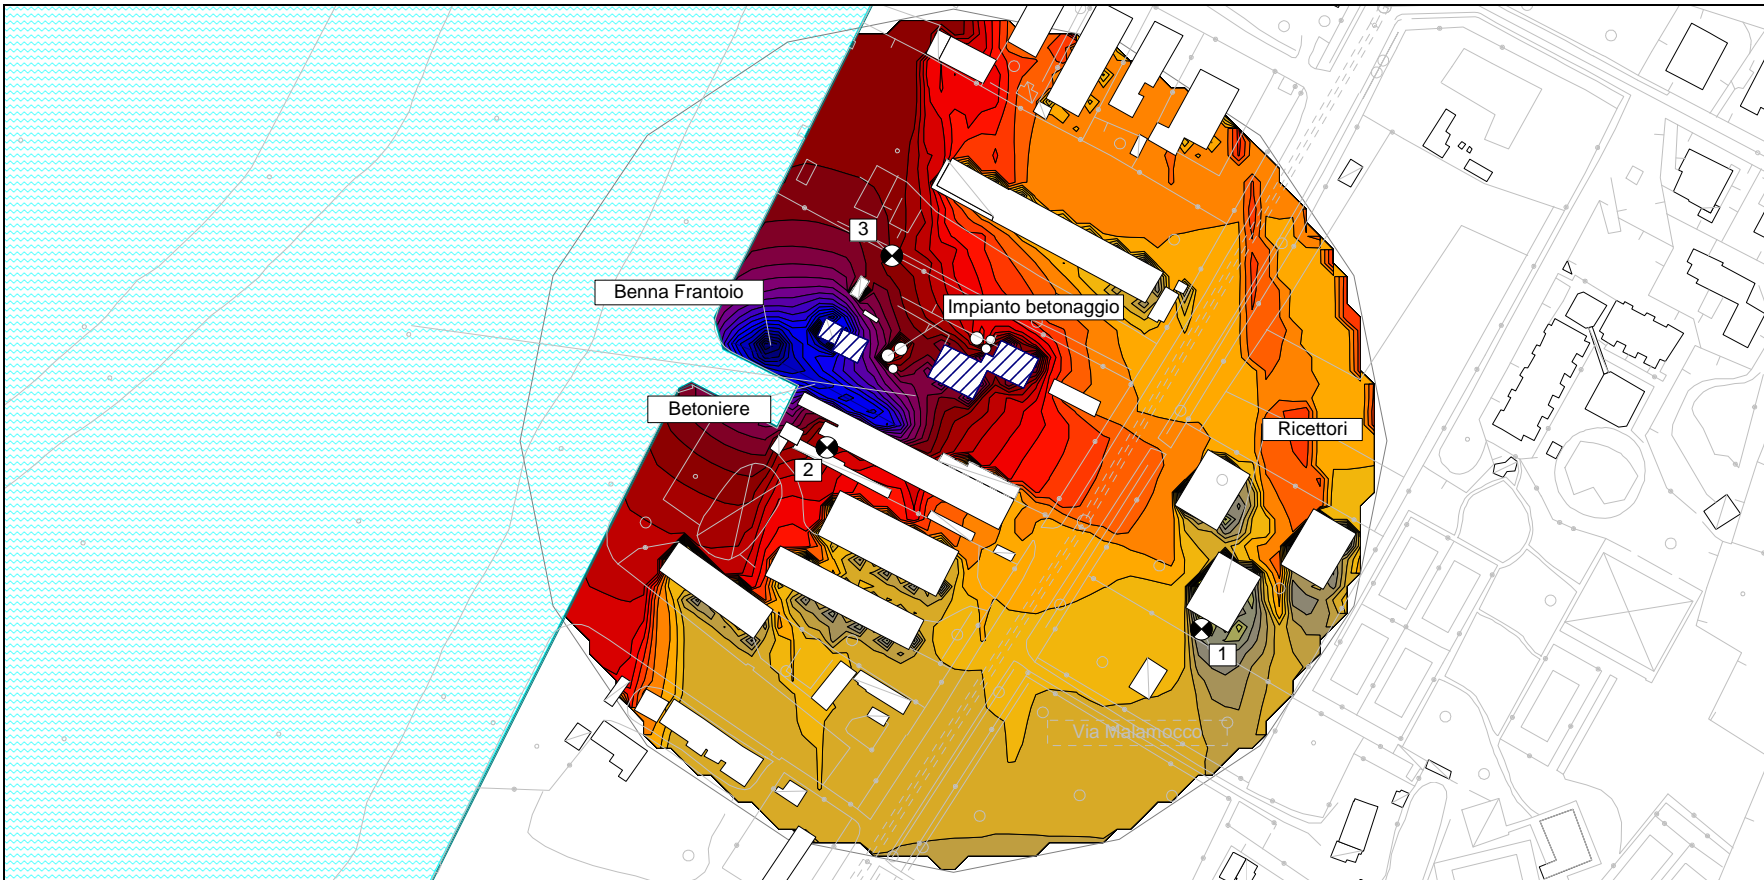 3
Benna Frantoio
Impianto betonaggio
Betoniere
Ricettori
2
1
Via Malamocco